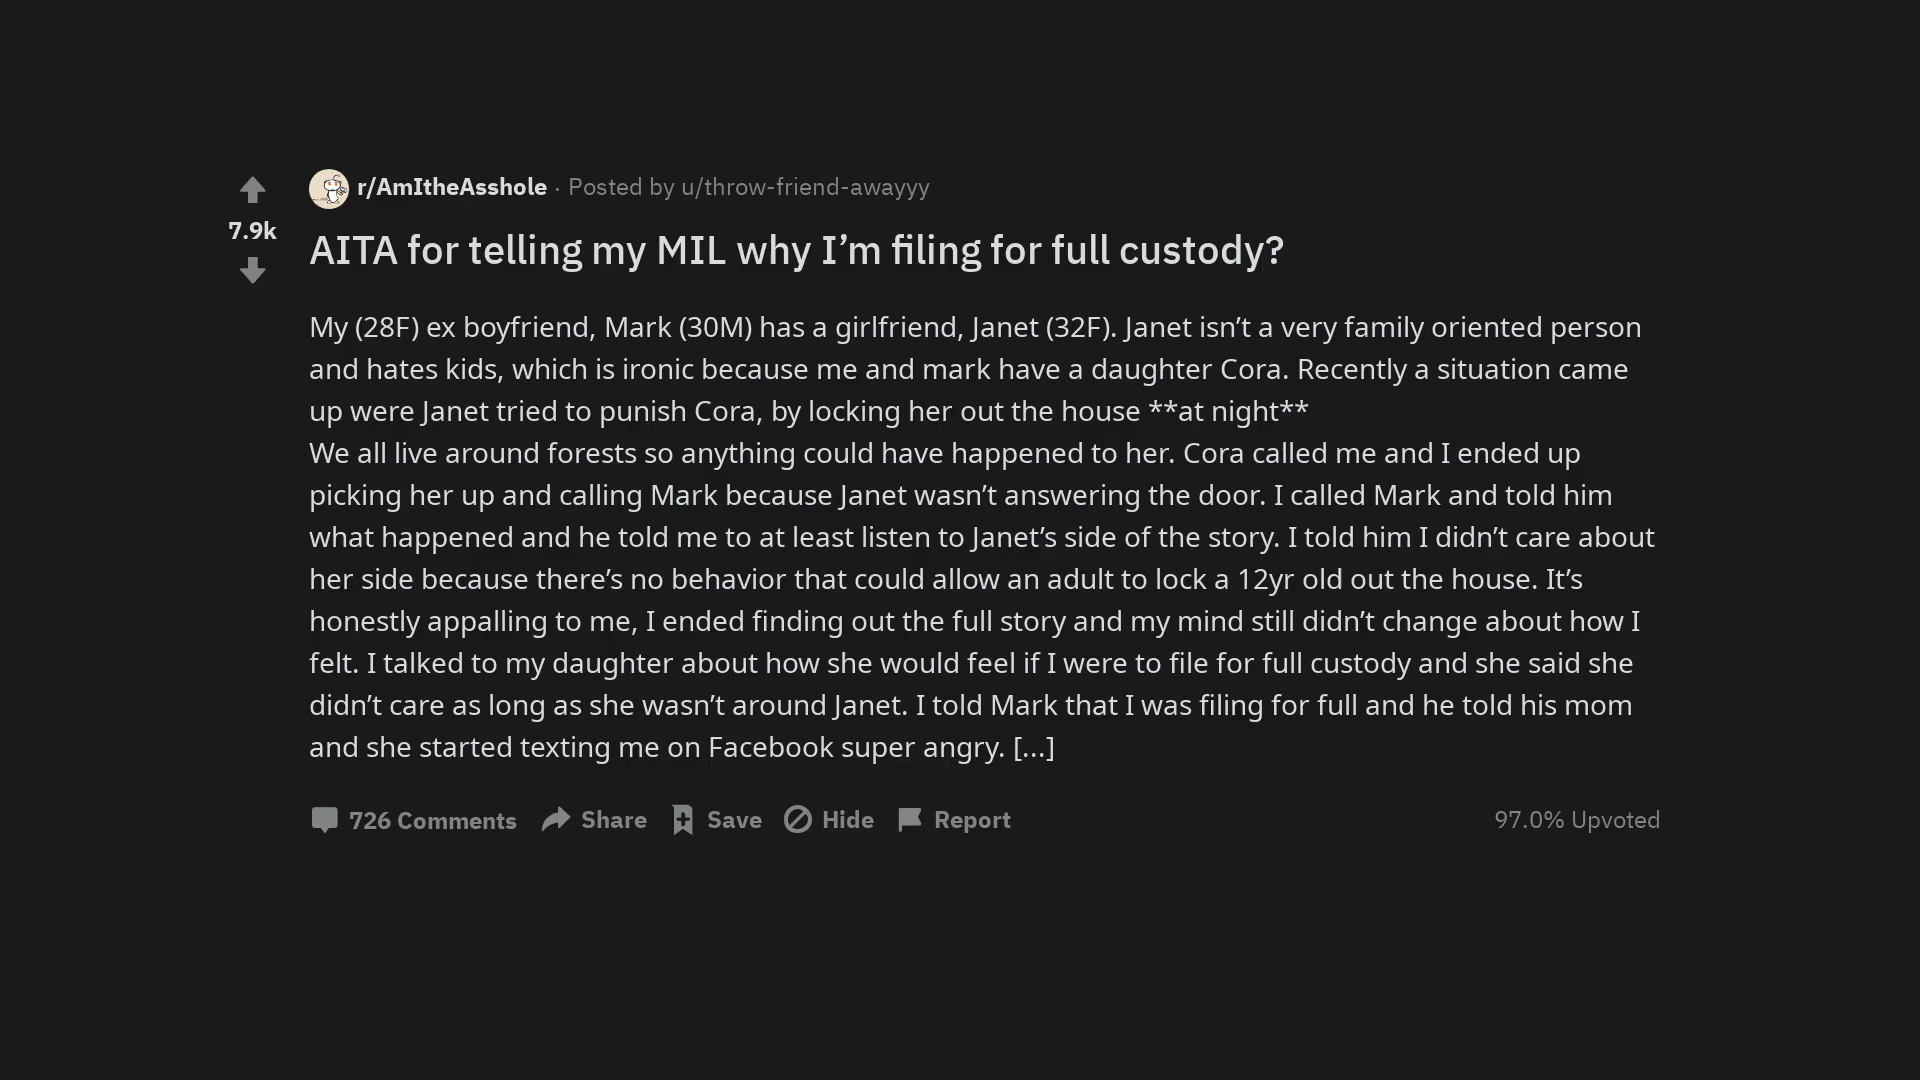 r/AmItheAsshole · Posted by u/throw-friend-awayyy
7.9k
AITA for telling my MIL why I’m filing for full custody?
My (28F) ex boyfriend, Mark (30M) has a girlfriend, Janet (32F). Janet isn’t a very family oriented person
and hates kids, which is ironic because me and mark have a daughter Cora. Recently a situation came
up were Janet tried to punish Cora, by locking her out the house **at night**
We all live around forests so anything could have happened to her. Cora called me and I ended up
picking her up and calling Mark because Janet wasn’t answering the door. I called Mark and told him
what happened and he told me to at least listen to Janet’s side of the story. I told him I didn’t care about
her side because there’s no behavior that could allow an adult to lock a 12yr old out the house. It’s
honestly appalling to me, I ended finding out the full story and my mind still didn’t change about how I
felt. I talked to my daughter about how she would feel if I were to file for full custody and she said she
didn’t care as long as she wasn’t around Janet. I told Mark that I was filing for full and he told his mom
and she started texting me on Facebook super angry. [...]
726 Comments Share Save Hide Report 97.0% Upvoted